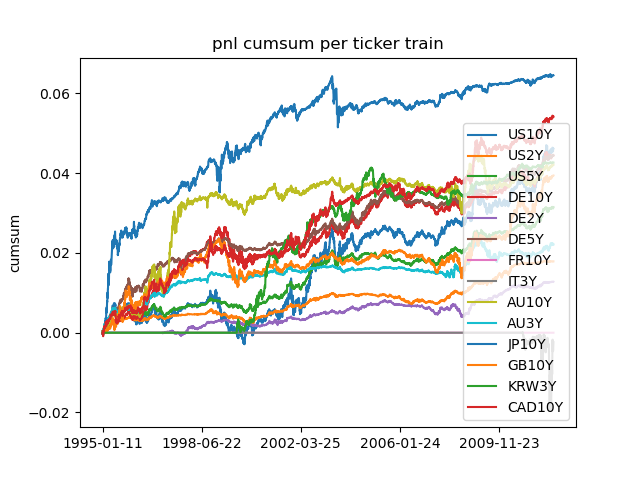 pnl cumsum per ticker train
cumsum
0.06
0.04
0.02
0.00
−0.02
1995-01-11 1998-06-22 2002-03-25 2006-01-24 2009-11-23
US10Y
US2Y
US5Y
DE10Y
DE2Y
DE5Y
FR10Y
IT3Y
AU10Y
AU3Y
JP10Y
GB10Y
KRW3Y
CAD10Y